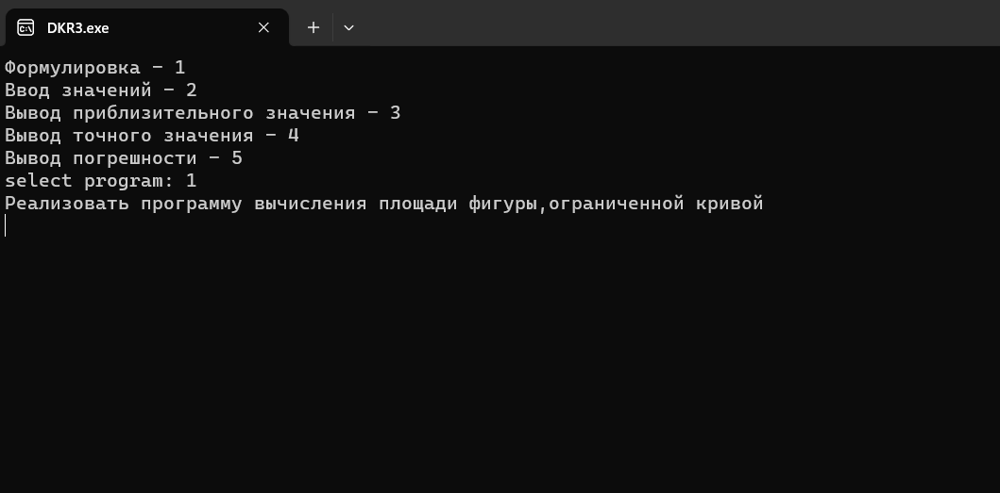 DKR3.exe
Формулировка - 1
Ввод значений - 2
Вывод приблизительного значения - 3
Вывод точного значения - 4
Вывод погрешности - 5
select program: 1
Реализовать программу вычисления площади фигуры,ограниченной кривой